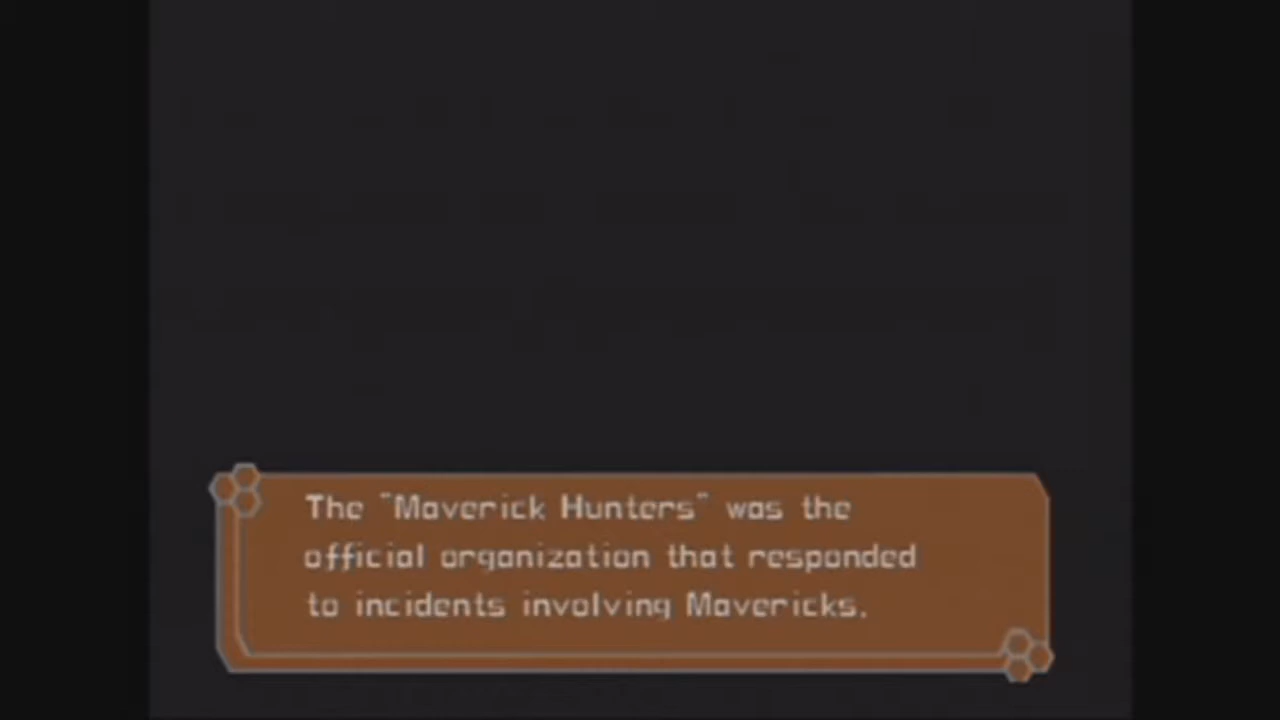 The "Maverick Hunters" was the
official organization that responded
to incidents involving Mavericks.